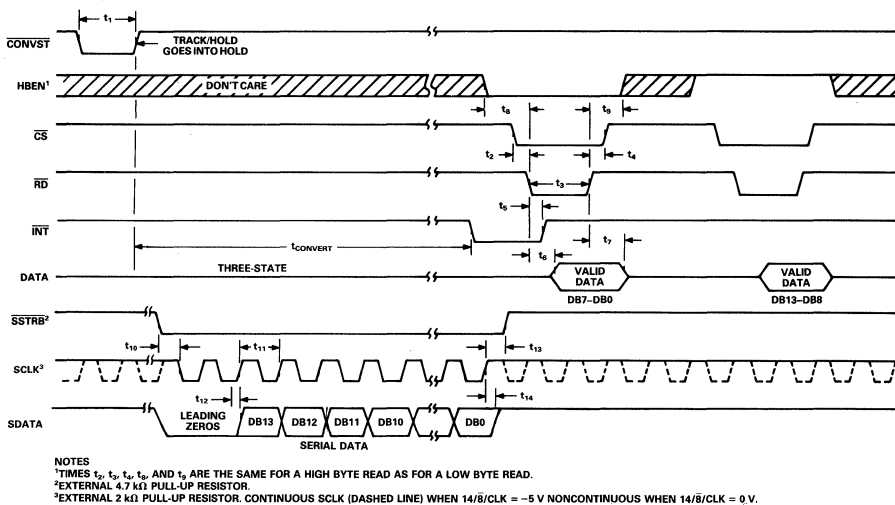 t1
CONVST
TRACK/HOLD
GOES INTO HOLD
HBEN1
DON'T CARE
t8
t9
CS
t2
t4
RD
t3
t5
INT
tCONVERT
t6
t7
DATA
THREE-STATE
VALID
DATA
VALID
DATA
DB7–DB0
DB13–DB8
SSTRB2
t10
t11
t13
SCLK3
t12
t14
SDATA
LEADING
ZEROS
DB13
DB12
DB11
DB10
DB0
SERIAL DATA
NOTES
1TIMES t2, t3, t4, t8, AND t9 ARE THE SAME FOR A HIGH BYTE READ AS FOR A LOW BYTE READ.
2EXTERNAL 4.7 kΩ PULL-UP RESISTOR.
3EXTERNAL 2 kΩ PULL-UP RESISTOR. CONTINUOUS SCLK (DASHED LINE) WHEN 14/8/CLK = −5 V NONCONTINUOUS WHEN 14/8/CLK = 0 V.